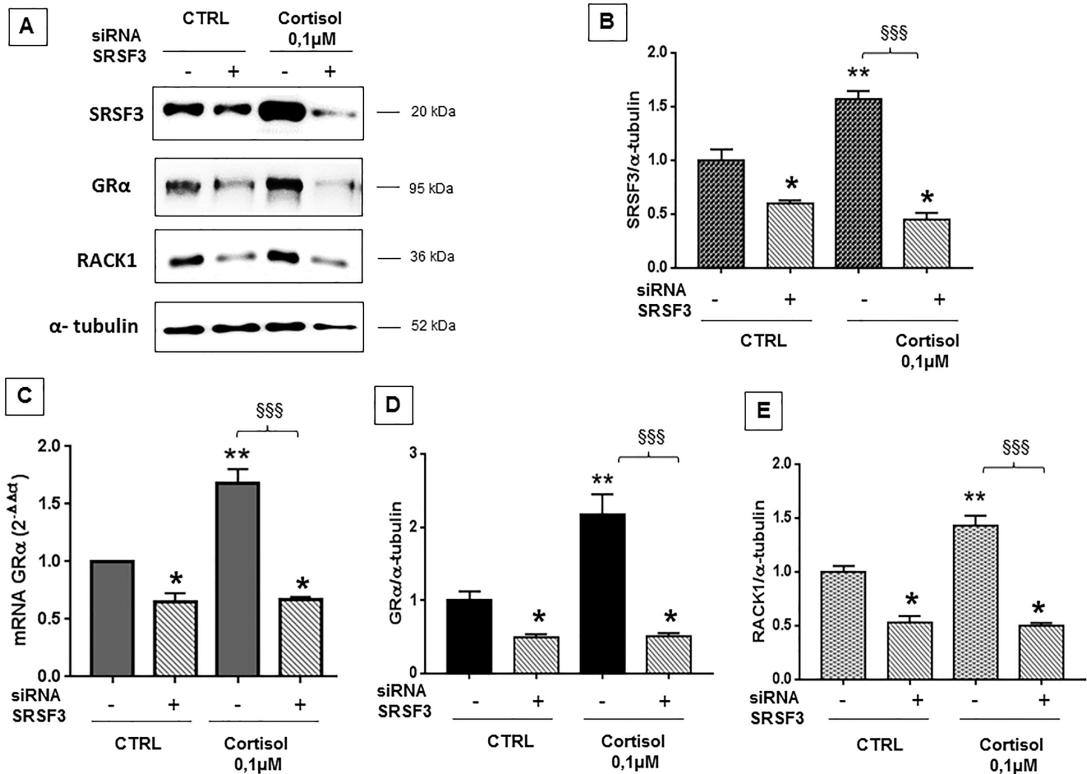 A
CTRL Cortisol
siRNA 0,1µM
SRSF3
- + - +
SRSF3 20 kDa
GRα 95 kDa
RACK1 36 kDa
α- tubulin 52 kDa
B
SRSF3/α-tubulin
2.0
1.5
1.0
0.5
0.0
* ** * §§§
siRNA
SRSF3 - + - +
CTRL Cortisol
0,1µM
C
mRNA GRα (2-ΔΔct)
2.0
1.5
1.0
0.5
0.0
* ** * §§§
siRNA
SRSF3 - + - +
CTRL Cortisol
0,1µM
D
GRα/α-tubulin
3
2
1
0
* ** * §§§
siRNA
SRSF3 - + - +
CTRL Cortisol
0,1µM
E
RACK1/α-tubulin
2.0
1.5
1.0
0.5
0.0
* ** * §§§
siRNA
SRSF3 - + - +
CTRL Cortisol
0,1µM